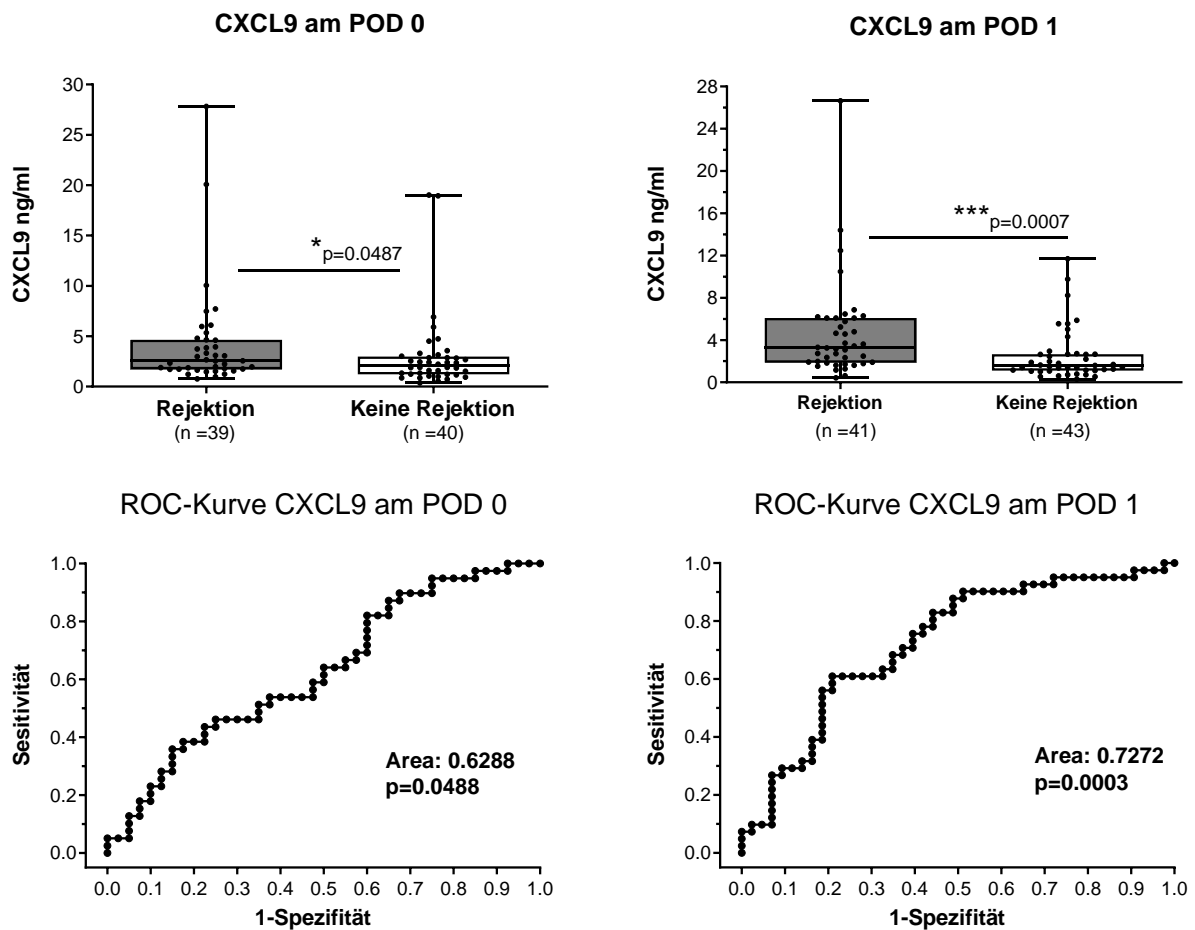 CXCL9 am POD 0
CXCL9 ng/ml
30
25
20
15
10
5
0
*p=0.0487
Rejektion
(n =39)
Keine Rejektion
(n =40)
CXCL9 am POD 1
CXCL9 ng/ml
28
24
20
16
12
8
4
0
***p=0.0007
Rejektion
(n =41)
Keine Rejektion
(n =43)
ROC-Kurve CXCL9 am POD 0
Sesitivität
1.0
0.8
0.6
0.4
0.2
0.0
Area: 0.6288
p=0.0488
0.0 0.1 0.2 0.3 0.4 0.5 0.6 0.7 0.8 0.9 1.0
1-Spezifität
ROC-Kurve CXCL9 am POD 1
Sesitivität
1.0
0.8
0.6
0.4
0.2
0.0
Area: 0.7272
p=0.0003
0.0 0.1 0.2 0.3 0.4 0.5 0.6 0.7 0.8 0.9 1.0
1-Spezifität